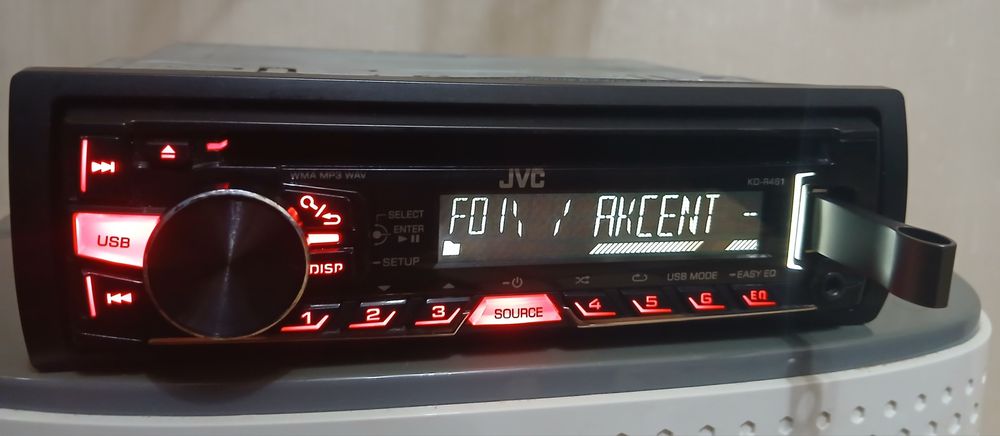 WMA MP3 WAV
JVC
KD-R461
USB
DISP
SELECT
ENTER
SETUP
F01\ / AKCENT -
USB MODE
EASY EQ
1 2 3 SOURCE 4 5 6 EQ